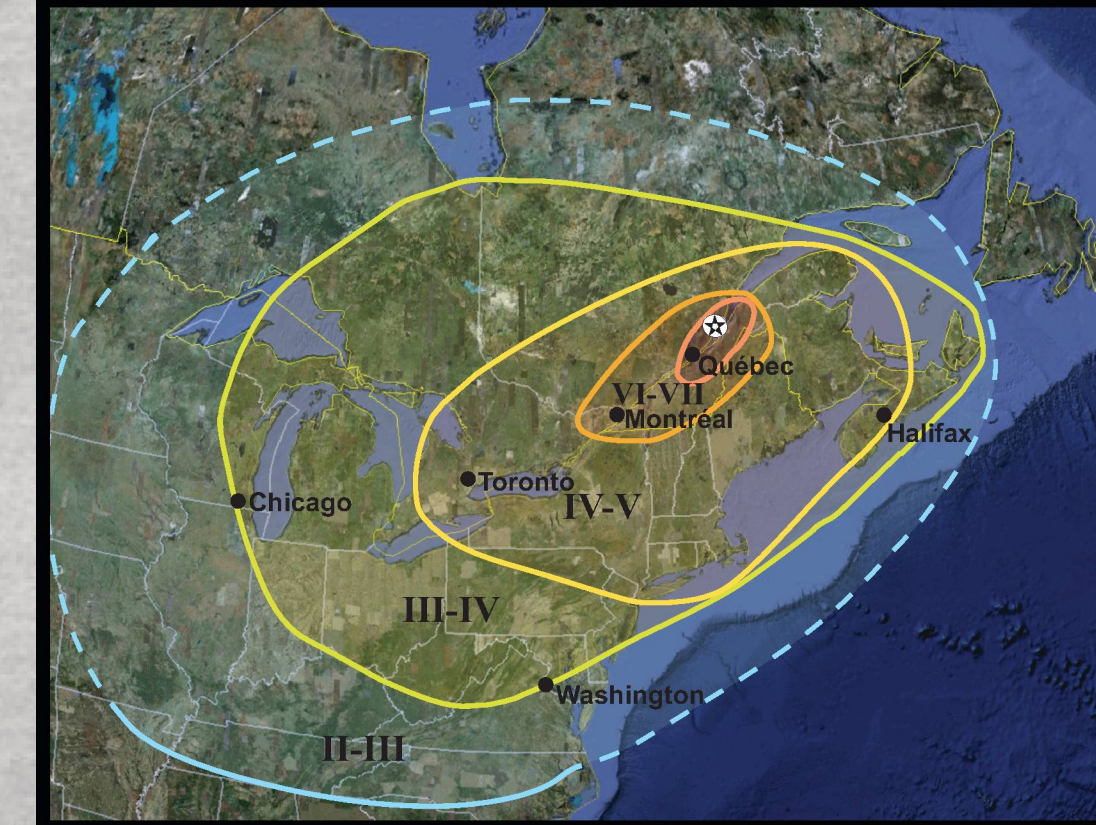 Québec
VI-VII
Montréal
Halifax
Toronto
Chicago
IV-V
III-IV
Washington
II-III